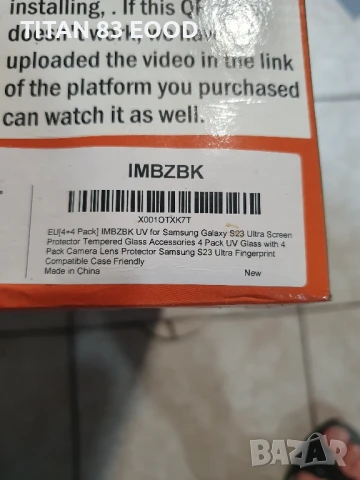 installing, . If this QR
TITAN 83 EOOD
uploaded the video in the link
of the platform you purchased
can watch it as well.
IMBZBK
X001OTXK7T
EU[4+4 Pack] IMBZBK UV for Samsung Galaxy S23 Ultra Screen
Protector Tempered Glass Accessories 4 Pack UV Glass with 4
Pack Camera Lens Protector Samsung S23 Ultra Fingerprint
Compatible Case Friendly
Made in China New
BAZAR
bg